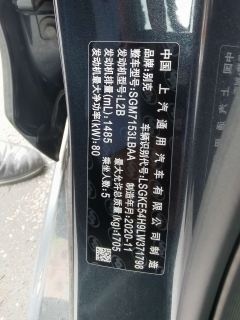 中国 上汽通用汽车有限公司制造
品牌: 别克 车辆识别代号: LSGKE54H9LW371798
整车型号: SGM7153LBAA 制造年月: 2020-11
发动机型号: L2B 最大允许总质量(kg): 1705
发动机排量(mL): 1485 乘坐人数: 5
发动机最大净功率(kW): 80